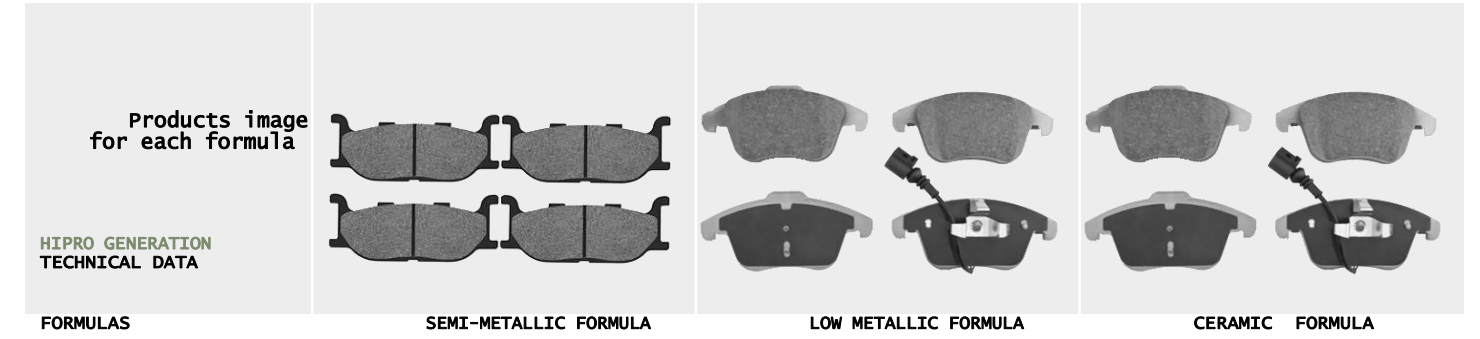 Products image
for each formula
HIPRO GENERATION
TECHNICAL DATA
FORMULAS
SEMI-METALLIC FORMULA
LOW METALLIC FORMULA
CERAMIC FORMULA